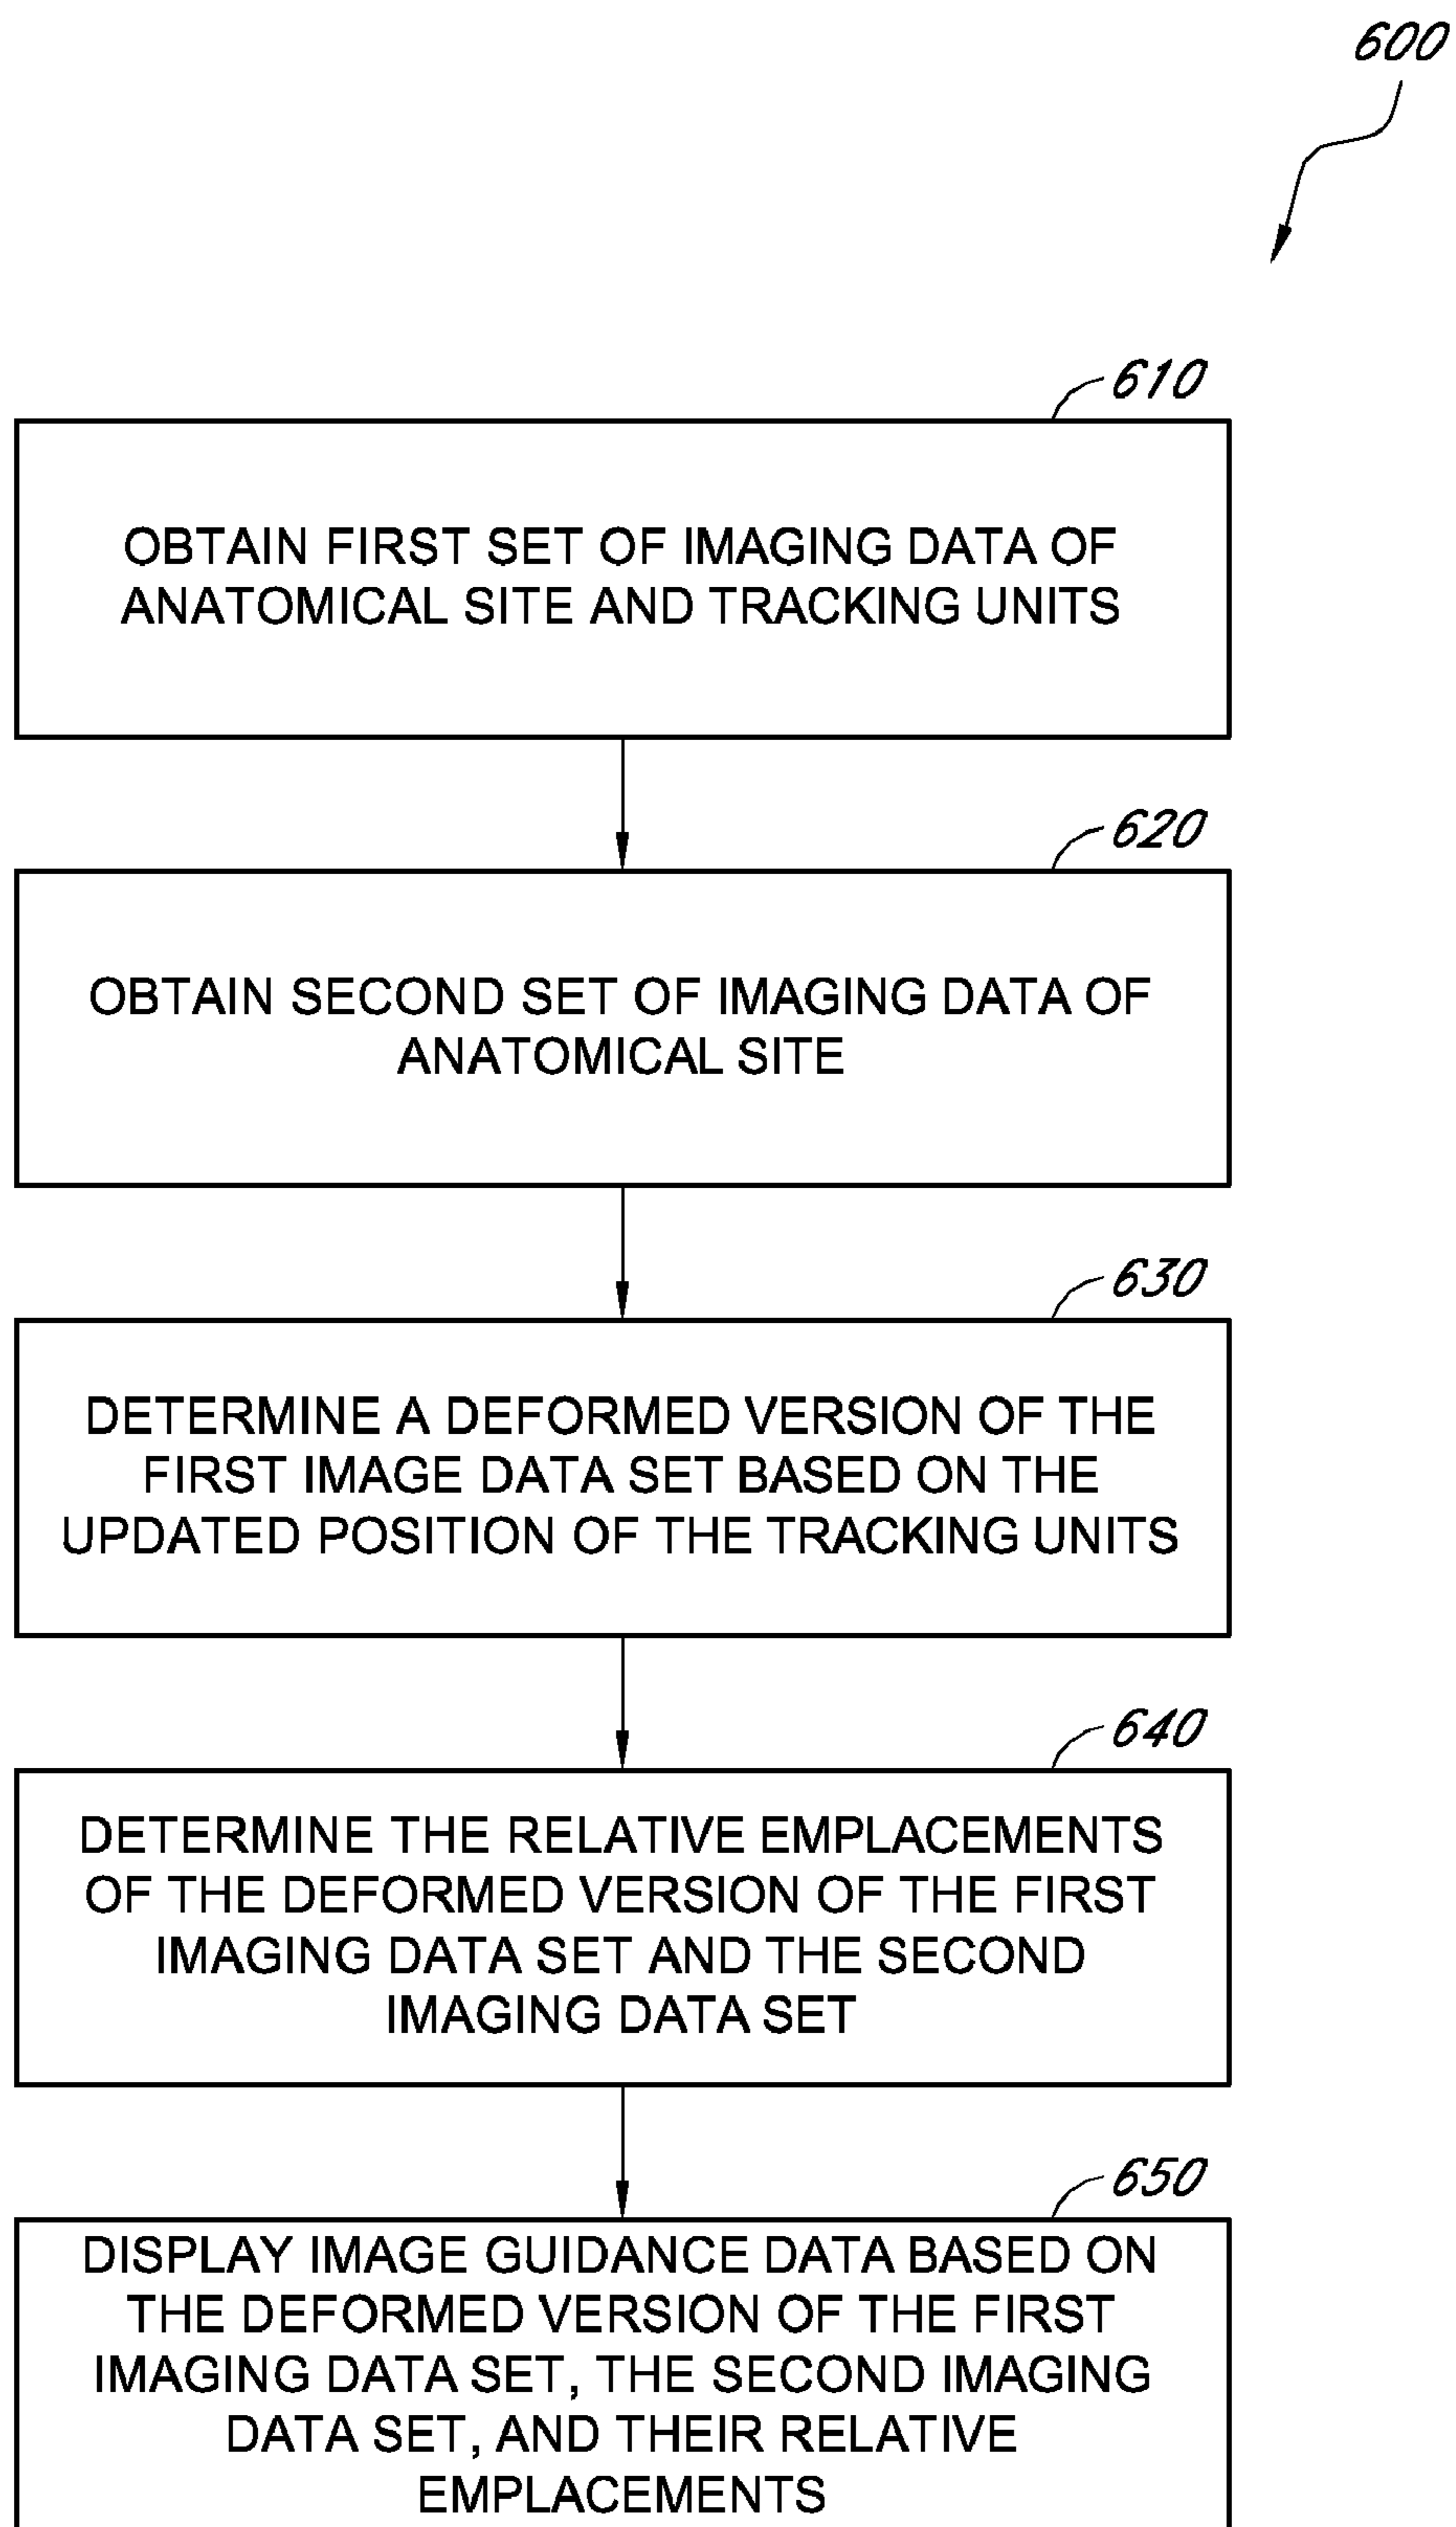 600
610
OBTAIN FIRST SET OF IMAGING DATA OF
ANATOMICAL SITE AND TRACKING UNITS
620
OBTAIN SECOND SET OF IMAGING DATA OF
ANATOMICAL SITE
630
DETERMINE A DEFORMED VERSION OF THE
FIRST IMAGE DATA SET BASED ON THE
UPDATED POSITION OF THE TRACKING UNITS
640
DETERMINE THE RELATIVE EMPLACEMENTS
OF THE DEFORMED VERSION OF THE FIRST
IMAGING DATA SET AND THE SECOND
IMAGING DATA SET
650
DISPLAY IMAGE GUIDANCE DATA BASED ON
THE DEFORMED VERSION OF THE FIRST
IMAGING DATA SET, THE SECOND IMAGING
DATA SET, AND THEIR RELATIVE
EMPLACEMENTS